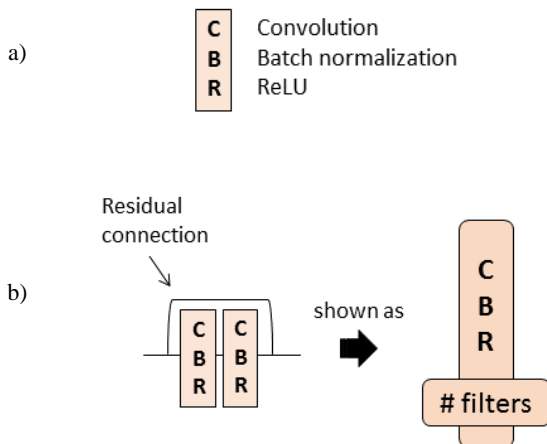 a)
C
B
R
Convolution
Batch normalization
ReLU
b)
Residual
connection
C
B
R
C
B
R
shown as
C
B
R
# filters